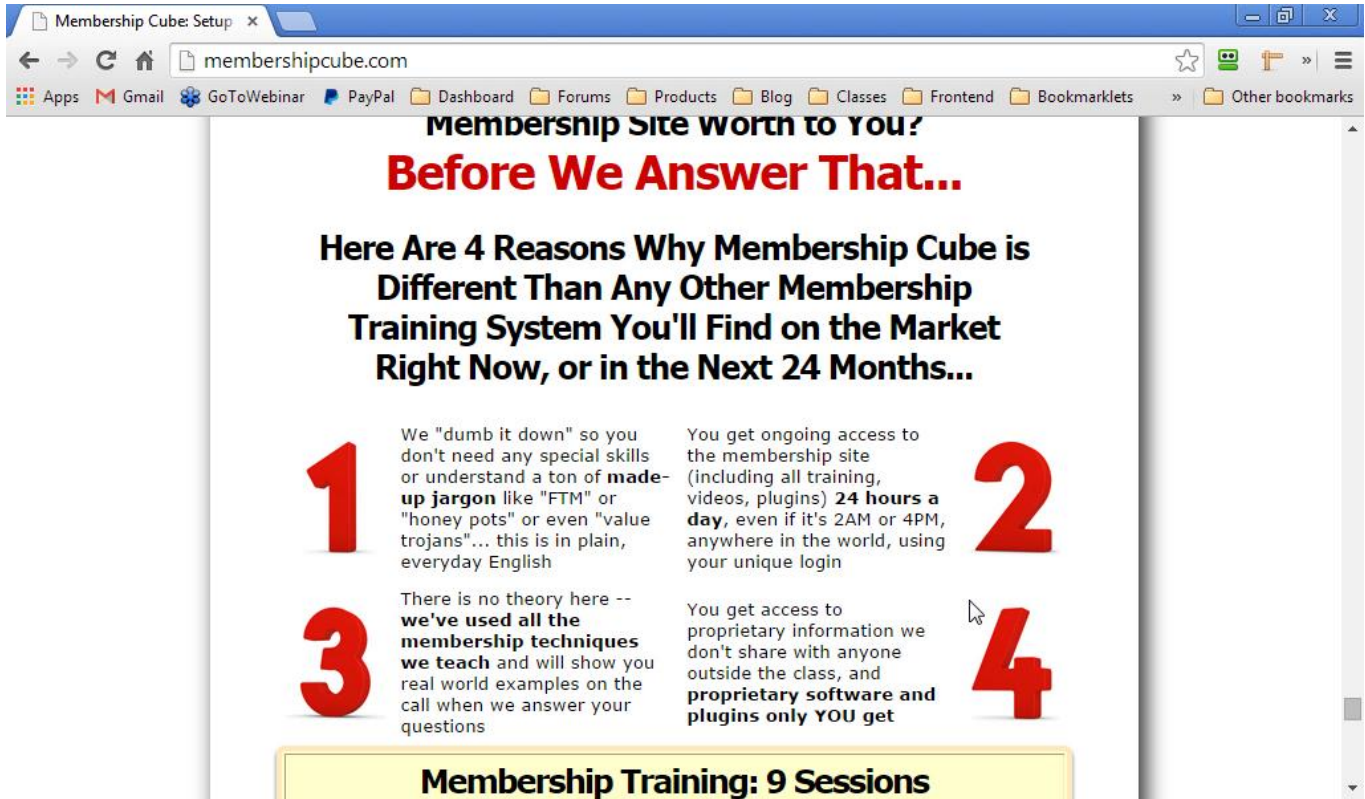 Membership Cube: Setup
membershipcube.com
Apps Gmail GoToWebinar PayPal Dashboard Forums Products Blog Classes Frontend Bookmarklets » Other bookmarks
Membership Site Worth to You?
Before We Answer That...
Here Are 4 Reasons Why Membership Cube is
Different Than Any Other Membership
Training System You'll Find on the Market
Right Now, or in the Next 24 Months...
1
We "dumb it down" so you
don't need any special skills
or understand a ton of made-
up jargon like "FTM" or
"honey pots" or even "value
trojans"... this is in plain,
everyday English
You get ongoing access to
the membership site
(including all training,
videos, plugins) 24 hours a
day, even if it's 2AM or 4PM,
anywhere in the world, using
your unique login
2
3
There is no theory here --
we've used all the
membership techniques
we teach and will show you
real world examples on the
call when we answer your
questions
You get access to
proprietary information we
don't share with anyone
outside the class, and
proprietary software and
plugins only YOU get
4
Membership Training: 9 Sessions